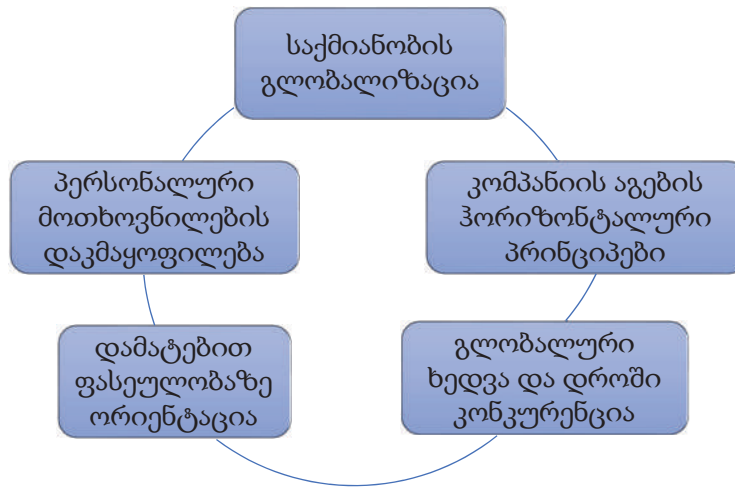 საქმიანობის
გლობალიზაცია
პერსონალური
მოთხოვნილების
დაკმაყოფილება
კომპანიის აგების
ჰორიზონტალური
პრინციპები
დამატებით
ფასეულობაზე
ორიენტაცია
გლობალური
ხედვა და დროში
კონკურენცია